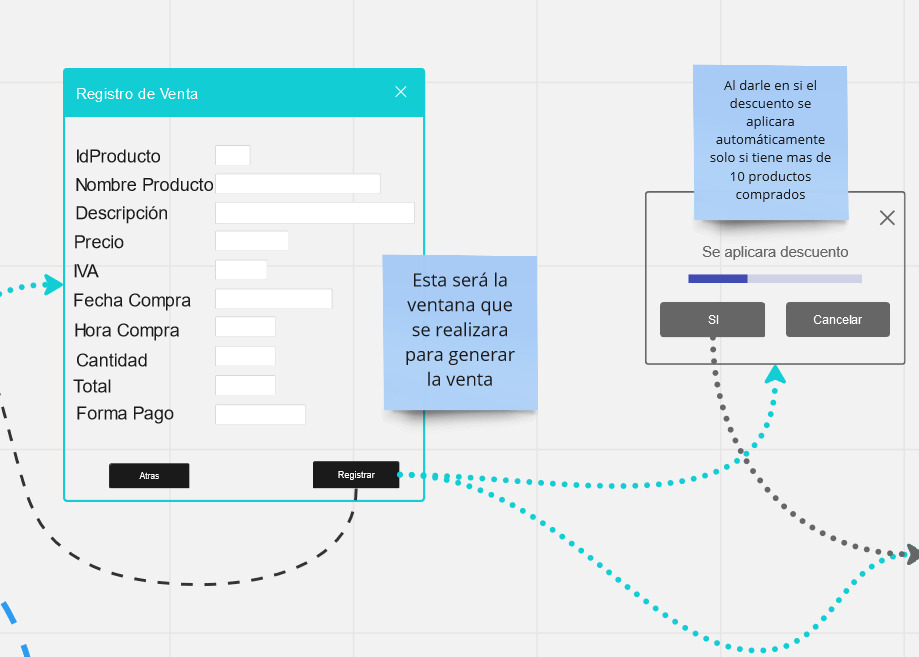 Registro de Venta
IdProducto
Nombre Producto
Descripción
Precio
IVA
Fecha Compra
Hora Compra
Cantidad
Total
Forma Pago
Atras
Registrar
Esta será la
ventana que
se realizara
para generar
la venta
Al darle en si el
descuento se
aplicara
automáticamente
solo si tiene mas de
10 productos
comprados
Se aplicara descuento
SI
Cancelar